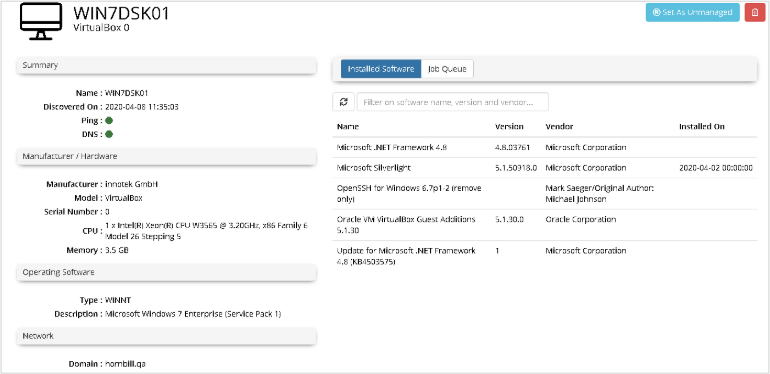 WIN7DSK01
VirtualBox 0
Set As Unmanaged
Summary
Name : WIN7DSK01
Discovered On : 2020-04-08 11:35:03
Ping :
DNS :
Manufacturer / Hardware
Manufacturer : innotek GmbH
Model : VirtualBox
Serial Number : 0
CPU : 1 x Intel(R) Xeon(R) CPU W3565 @ 3.20GHz, x86 Family 6
Model 26 Stepping 5
Memory : 3.5 GB
Operating Software
Type : WINNT
Description : Microsoft Windows 7 Enterprise (Service Pack 1)
Network
Domain : hornbill.qa
Installed Software
Job Queue
Filter on software name, version and vendor...
Name Version Vendor Installed On
Microsoft .NET Framework 4.8 4.8.03761 Microsoft Corporation
Microsoft Silverlight 5.1.50918.0 Microsoft Corporation 2020-04-02 00:00:00
OpenSSH for Windows 6.7p1-2 (remove Mark Saeger/Original Author:
only) Michael Johnson
Oracle VM VirtualBox Guest Additions 5.1.30.0 Oracle Corporation
5.1.30
Update for Microsoft .NET Framework 1 Microsoft Corporation
4.8 (KB4503575)